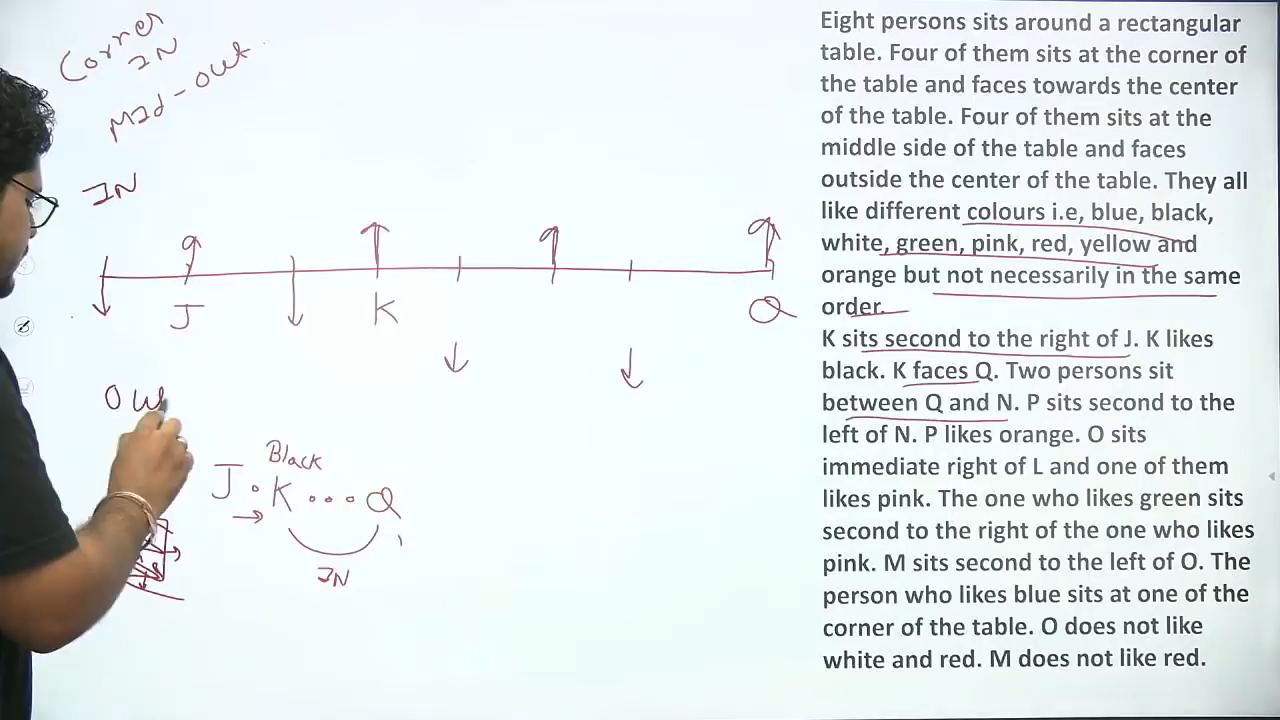 Corner
IN
Mid-out
IN
J
K
Q
Out
Black
J . K . . . Q
IN
Eight persons sits around a rectangular
table. Four of them sits at the corner of
the table and faces towards the center
of the table. Four of them sits at the
middle side of the table and faces
outside the center of the table. They all
like different colours i.e, blue, black,
white, green, pink, red, yellow and
orange but not necessarily in the same
order.
K sits second to the right of J. K likes
black. K faces Q. Two persons sit
between Q and N. P sits second to the
left of N. P likes orange. O sits
immediate right of L and one of them
likes pink. The one who likes green sits
second to the right of the one who likes
pink. M sits second to the left of O. The
person who likes blue sits at one of the
corner of the table. O does not like
white and red. M does not like red.